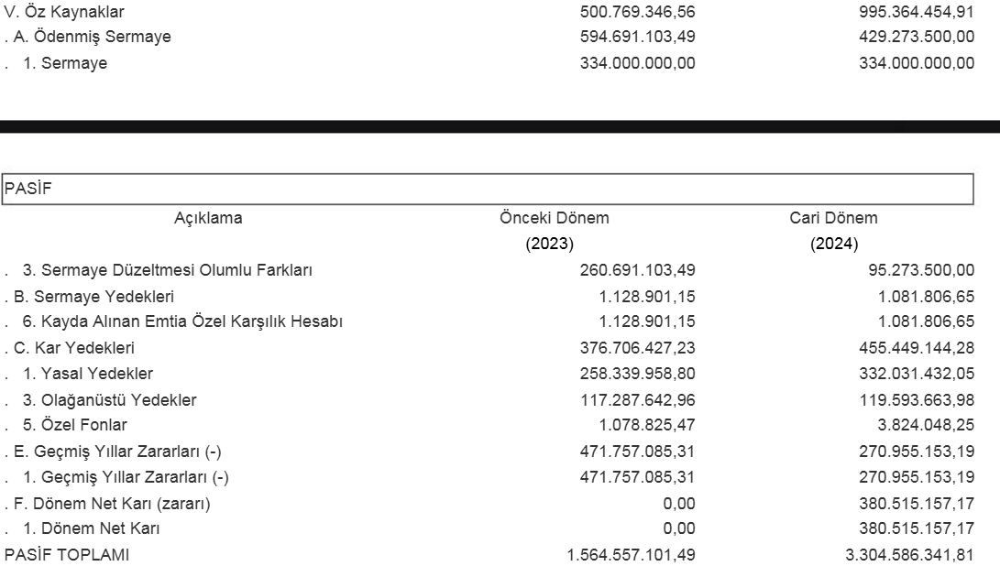 V. Öz Kaynaklar 500.769.346,56 995.364.454,91
. A. Ödenmiş Sermaye 594.691.103,49 429.273.500,00
. 1. Sermaye 334.000.000,00 334.000.000,00
PASİF
Açıklama Önceki Dönem Cari Dönem
(2023) (2024)
. 3. Sermaye Düzeltmesi Olumlu Farkları 260.691.103,49 95.273.500,00
. B. Sermaye Yedekleri 1.128.901,15 1.081.806,65
. 6. Kayda Alınan Emtia Özel Karşılık Hesabı 1.128.901,15 1.081.806,65
. C. Kar Yedekleri 376.706.427,23 455.449.144,28
. 1. Yasal Yedekler 258.339.958,80 332.031.432,05
. 3. Olağanüstü Yedekler 117.287.642,96 119.593.663,98
. 5. Özel Fonlar 1.078.825,47 3.824.048,25
. E. Geçmiş Yıllar Zararları (-) 471.757.085,31 270.955.153,19
. 1. Geçmiş Yıllar Zararları (-) 471.757.085,31 270.955.153,19
. F. Dönem Net Karı (zararı) 0,00 380.515.157,17
. 1. Dönem Net Karı 0,00 380.515.157,17
PASİF TOPLAMI 1.564.557.101,49 3.304.586.341,81